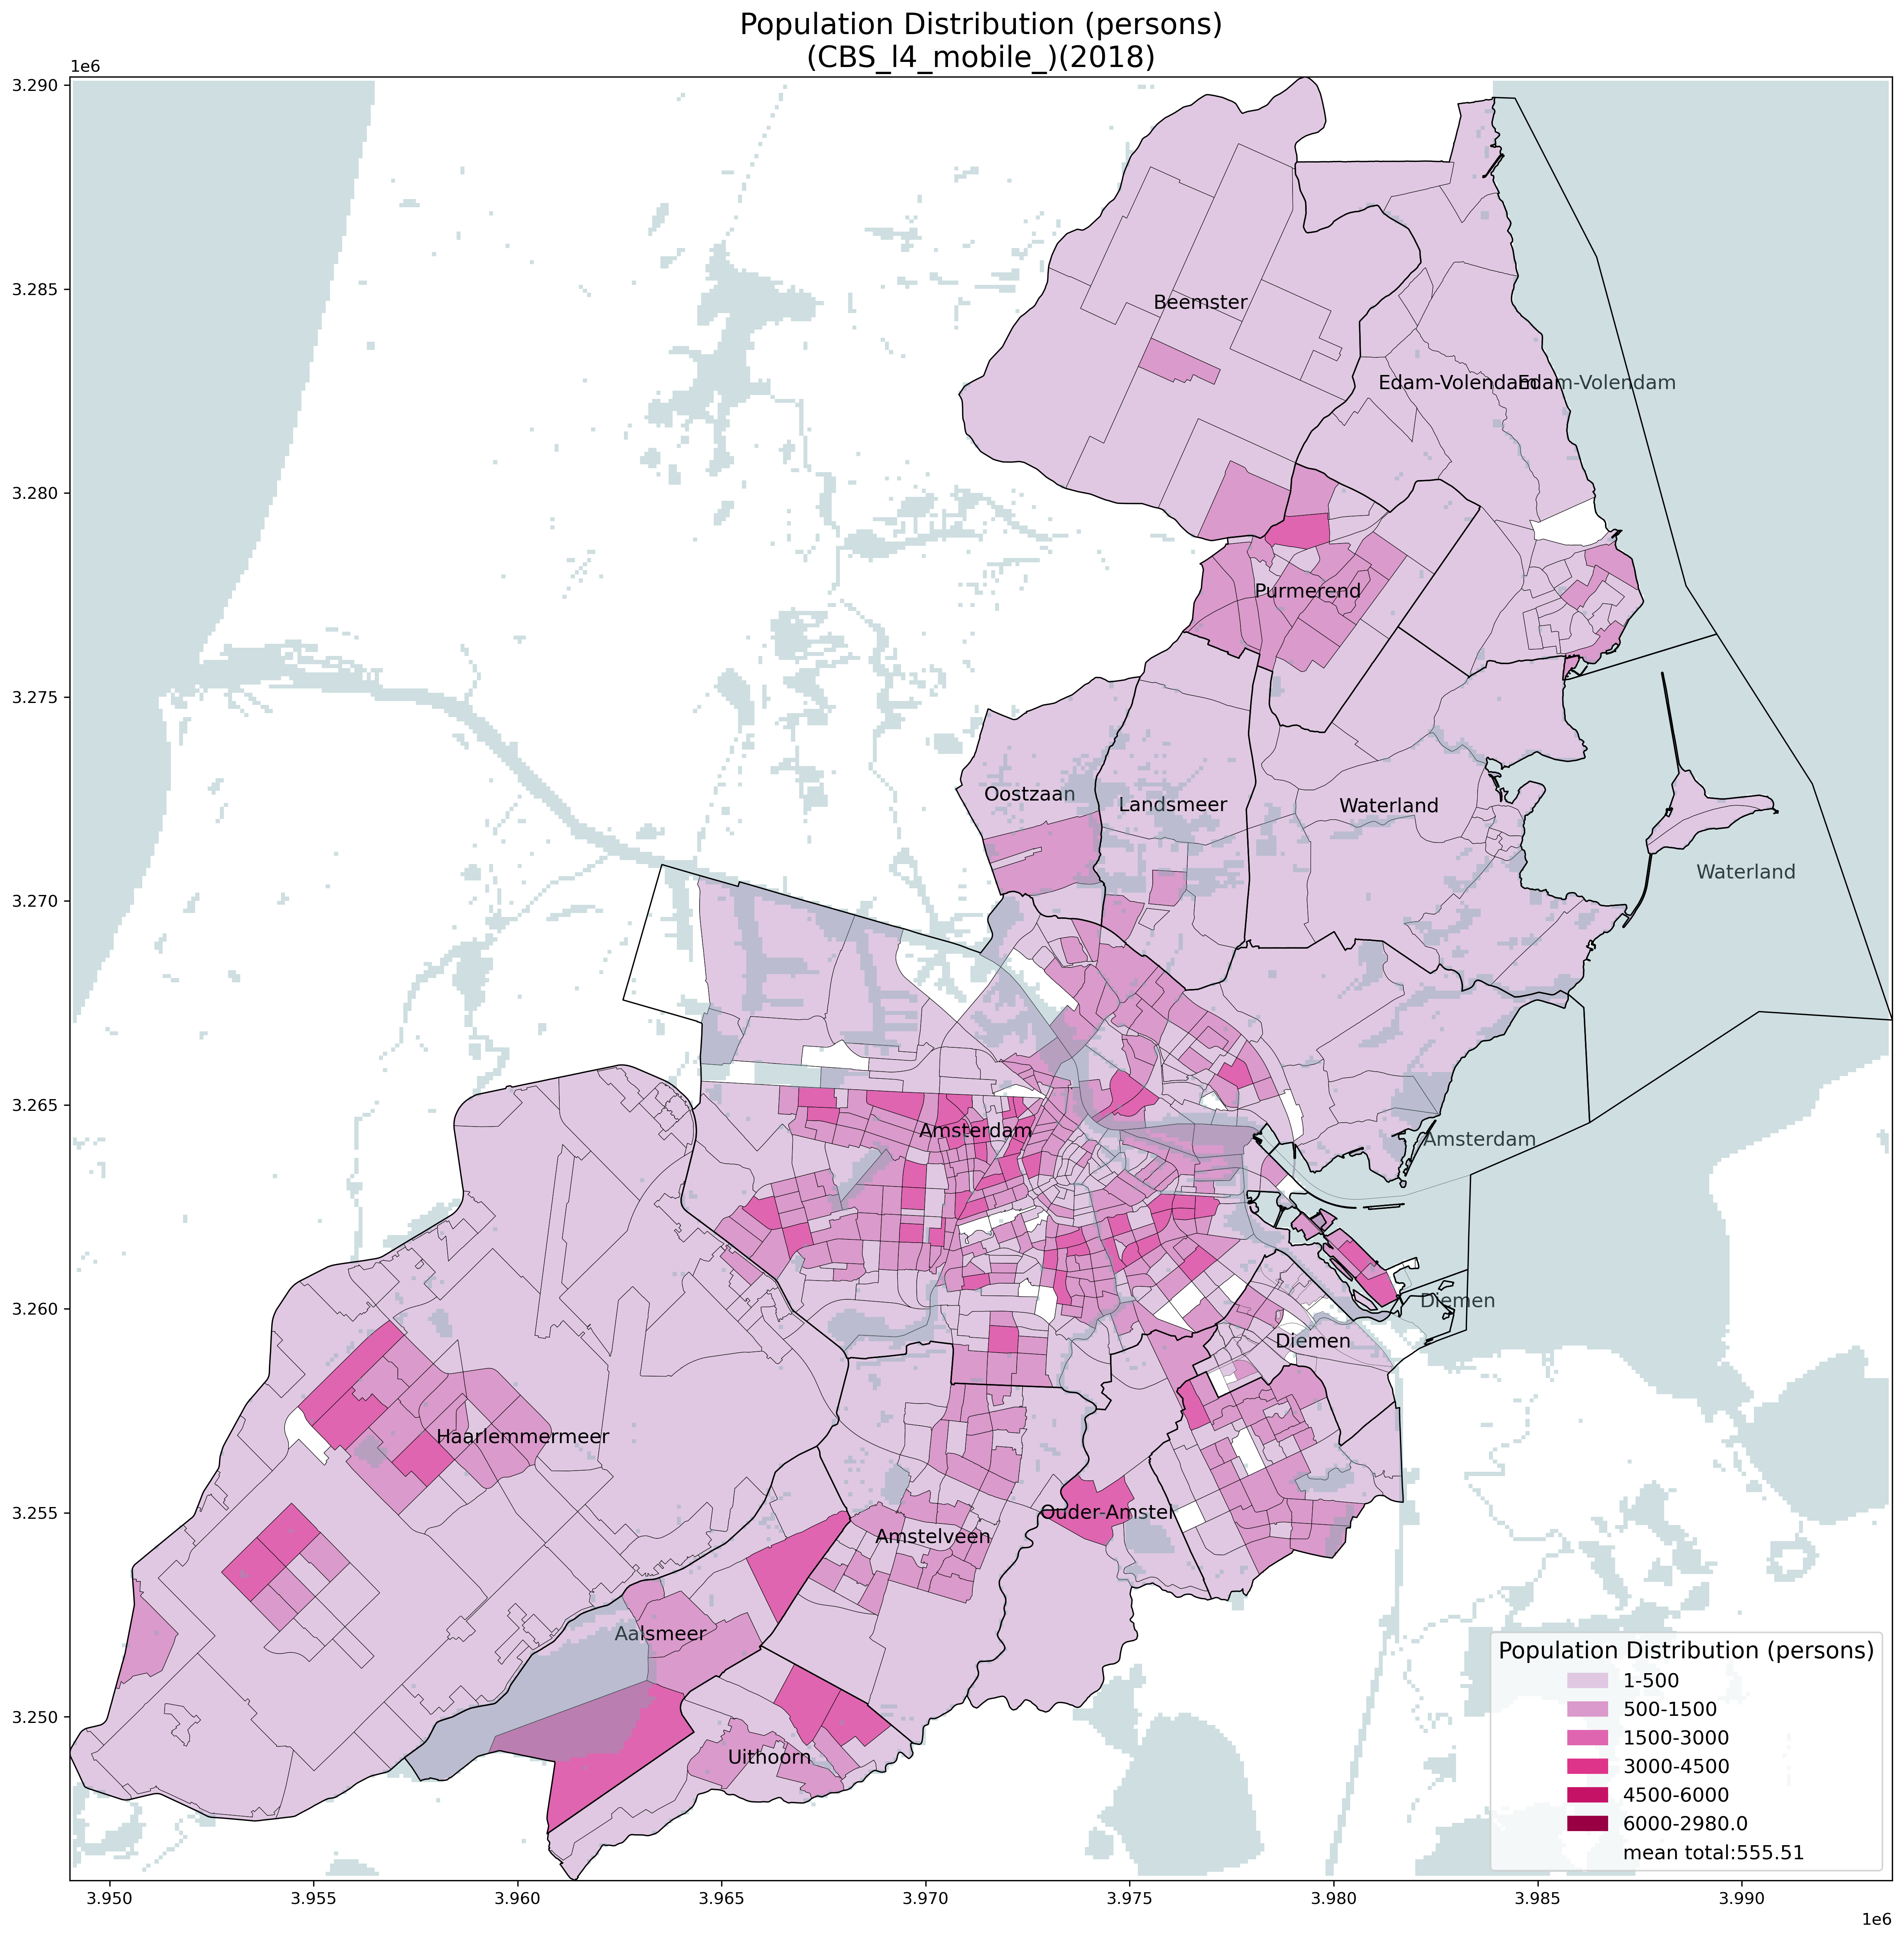 Population Distribution (persons)
(CBS_l4_mobile_)(2018)
1e6
3.290
3.285
3.280
3.275
3.270
3.265
3.260
3.255
3.250
Beemster
Edam-Volendam
Edam-Volendam
Purmerend
Oostzaan
Landsmeer
Waterland
Waterland
Amsterdam
Amsterdam
Diemen
Diemen
Haarlemmermeer
Ouder-Amstel
Amstelveen
Aalsmeer
Uithoorn
Population Distribution (persons)
1-500
500-1500
1500-3000
3000-4500
4500-6000
6000-2980.0
mean total:555.51
3.950
3.955
3.960
3.965
3.970
3.975
3.980
3.985
3.990
1e6